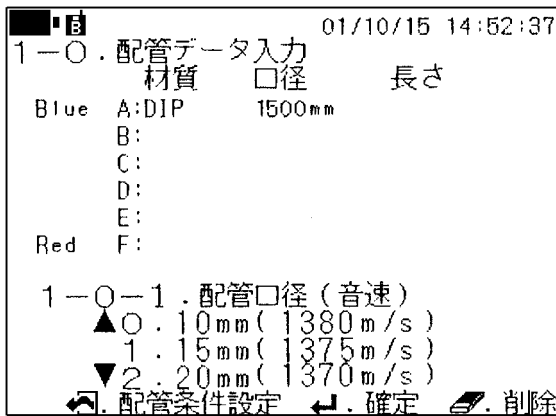 B 01/10/15 14:52:37
1-0.配管データ入力
材質 口径 長さ
Blue A:DIP 1500mm
B:
C:
D:
E:
Red F:
1-0-1.配管口径(音速)
▲0.10mm(1380m/s)
1.15mm(1375m/s)
▼2.20mm(1370m/s)
.配管条件設定 ↵.確定 .削除